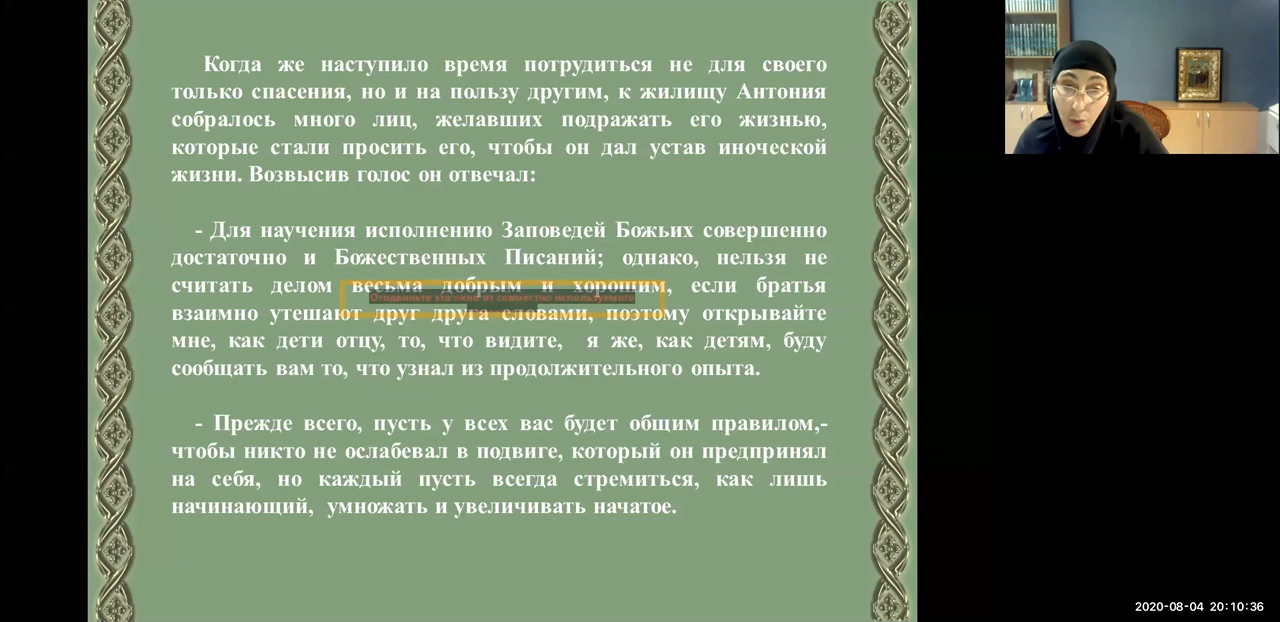 Когда же наступило время потрудиться не для своего
только спасения, но и на пользу другим, к жилищу Антония
собралось много лиц, желавших подражать его жизнью,
которые стали просить его, чтобы он дал устав иноческой
жизни. Возвысив голос он отвечал:
- Для научения исполнению Заповедей Божьих совершенно
достаточно и Божественных Писаний; однако, нельзя не
считать делом весьма добрым и хорошим, если братья
Отодвиньте это окно от совместно используемого
взаимно утешают друг друга словами, поэтому открывайте
мне, как дети отцу, то, что видите, я же, как детям, буду
сообщать вам то, что узнал из продолжительного опыта.
- Прежде всего, пусть у всех вас будет общим правилом,-
чтобы никто не ослабевал в подвиге, который он предпринял
на себя, но каждый пусть всегда стремиться, как лишь
начинающий, умножать и увеличивать начатое.
2020-08-04 20:10:36